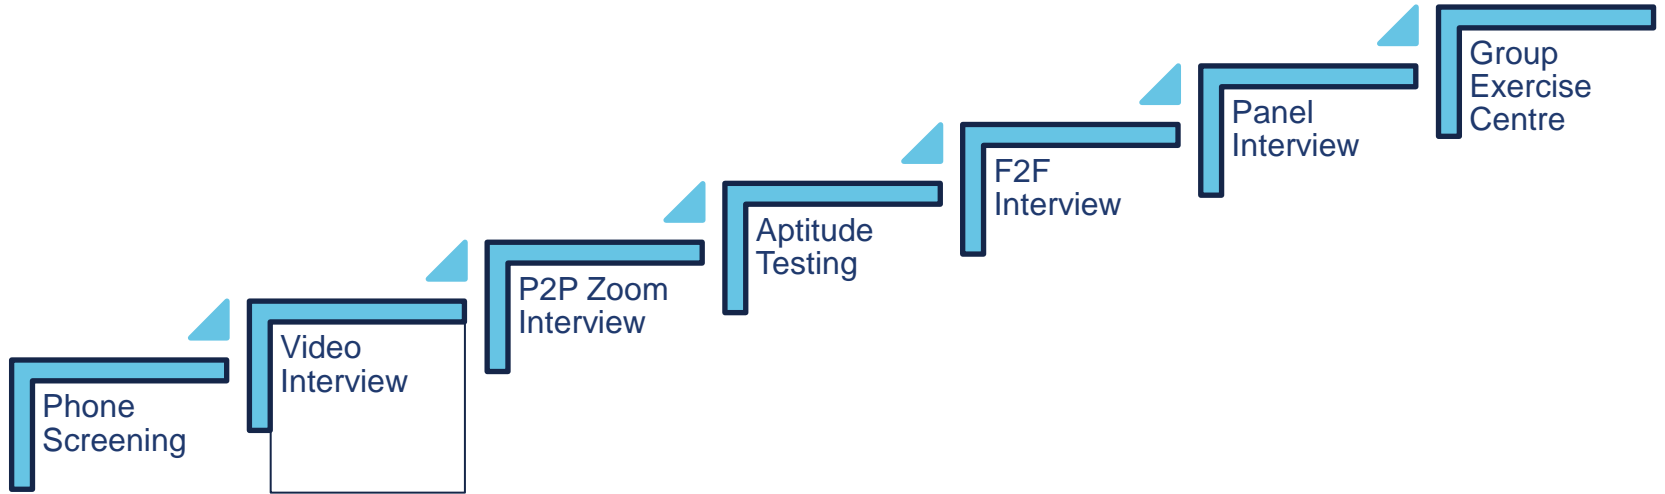 Phone
Screening
Video
Interview
P2P Zoom
Interview
Aptitude
Testing
F2F
Interview
Panel
Interview
Group
Exercise
Centre